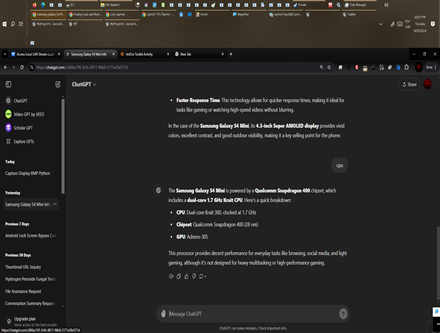 Samsung Galaxy S4 Mini
New Tab
ChatGPT
Share
ChatGPT
Video GPT by VEED
Scholar GPT
Explore GPTs
Today
Capture Display BMP Python
Yesterday
Samsung Galaxy S4 Mini Info
Previous 7 Days
Android Lock Screen Bypass
Previous 30 Days
Thumbnail URL Inquiry
Hydrogen Peroxide Fungal
File Assistance Request
Conversation Summary Request
Upgrade plan
Faster Response Time: This technology allows for quicker response times, making it ideal for
tasks like gaming or watching high-speed videos without blurring.
In the case of the Samsung Galaxy S4 Mini, its 4.3-inch Super AMOLED display provides vivid
colors, excellent contrast, and good outdoor visibility, making it a key selling point for the phone.
cpu
The Samsung Galaxy S4 Mini is powered by a Qualcomm Snapdragon 400 chipset, which
includes a dual-core 1.7 GHz Krait CPU. Here's a quick breakdown:
CPU: Dual-core Krait 300, clocked at 1.7 GHz
Chipset: Qualcomm Snapdragon 400 (28 nm)
GPU: Adreno 305
This processor provides decent performance for everyday tasks like browsing, social media, and light
gaming, although it's not designed for heavy multitasking or high-performance gaming.
Message ChatGPT
ChatGPT can make mistakes. Check important info.